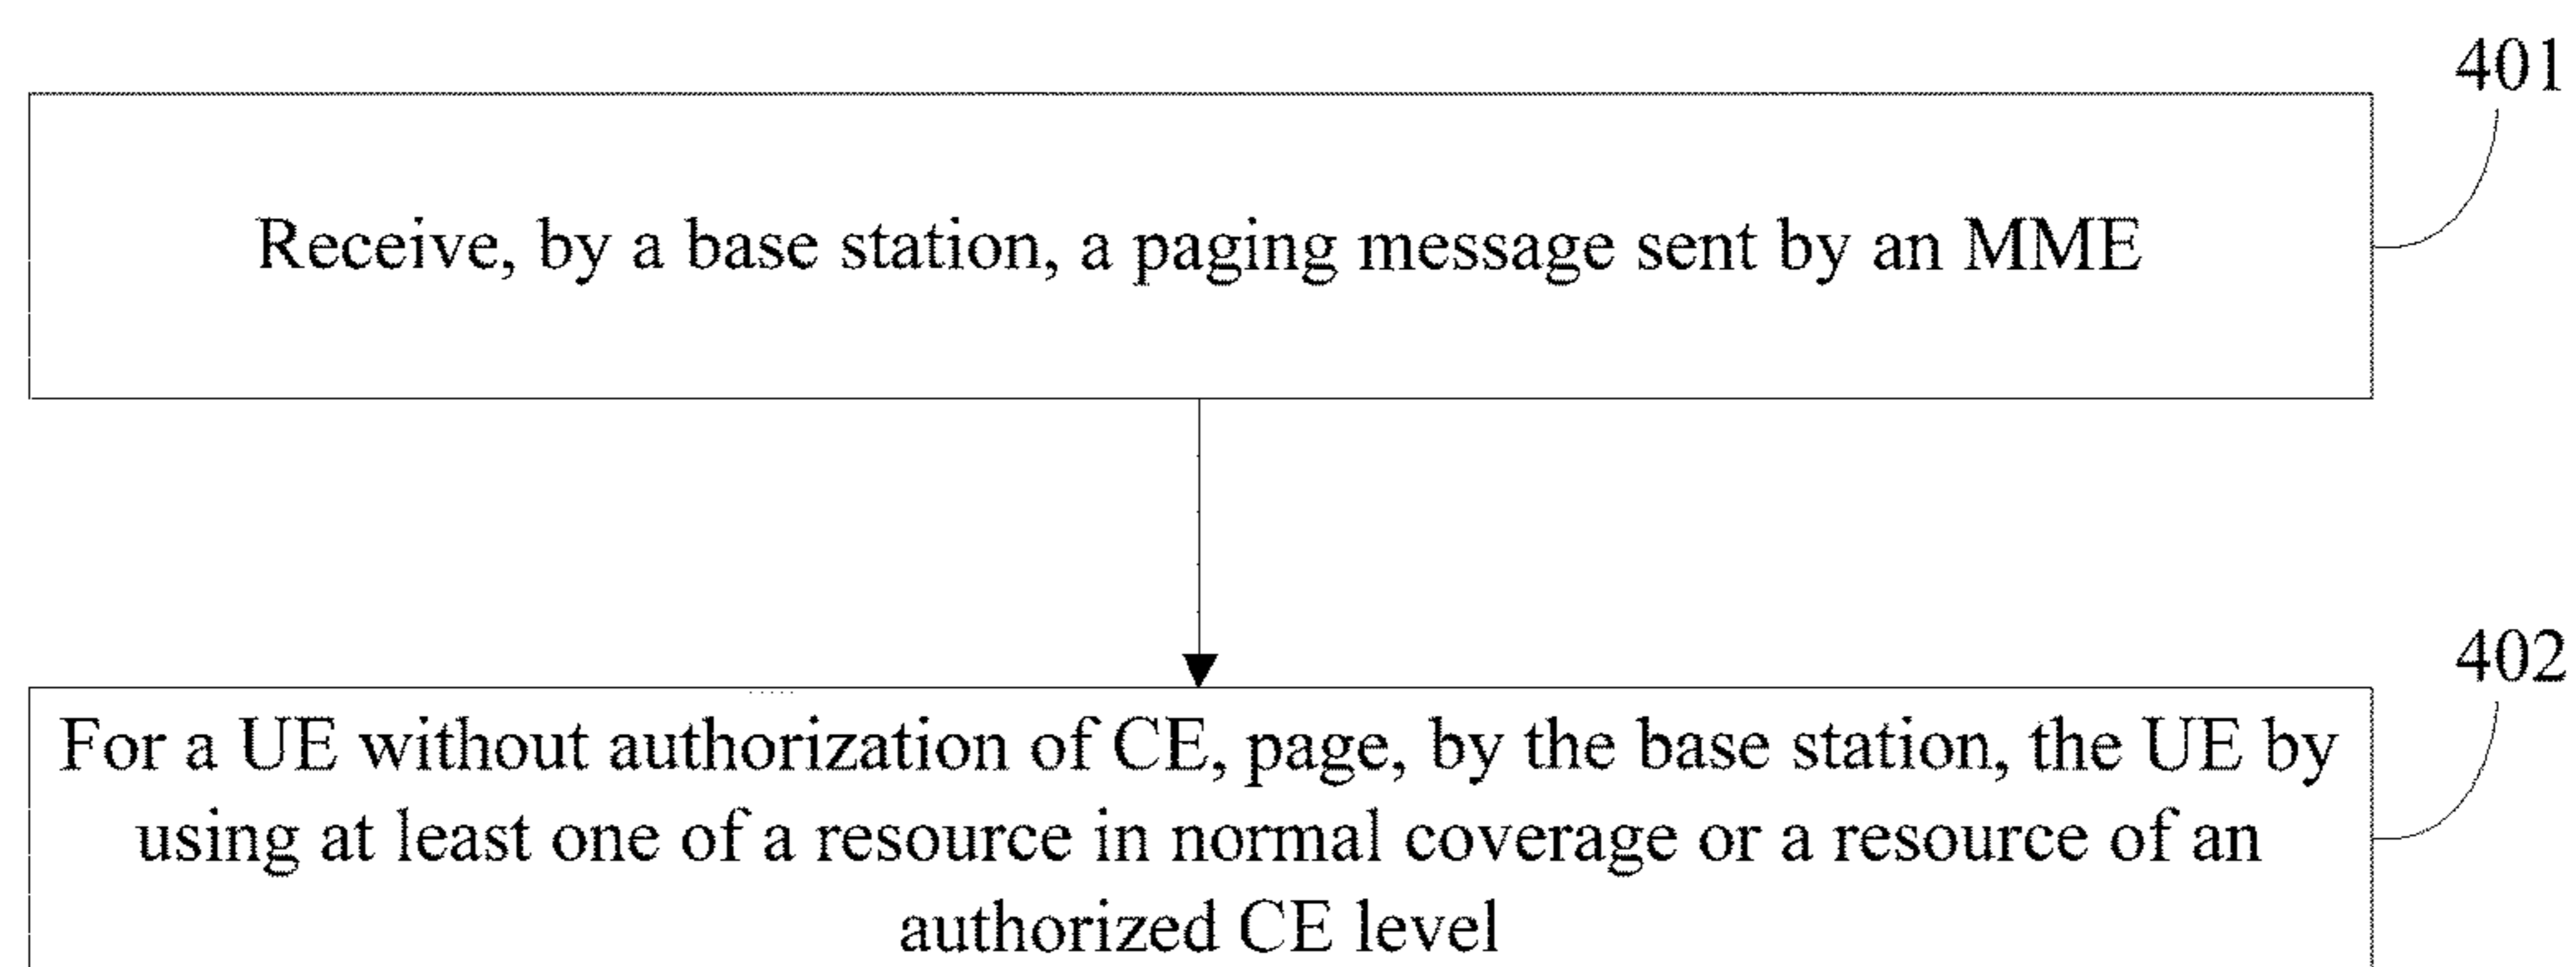 401
Receive, by a base station, a paging message sent by an MME
402
For a UE without authorization of CE, page, by the base station, the UE by
using at least one of a resource in normal coverage or a resource of an
authorized CE level